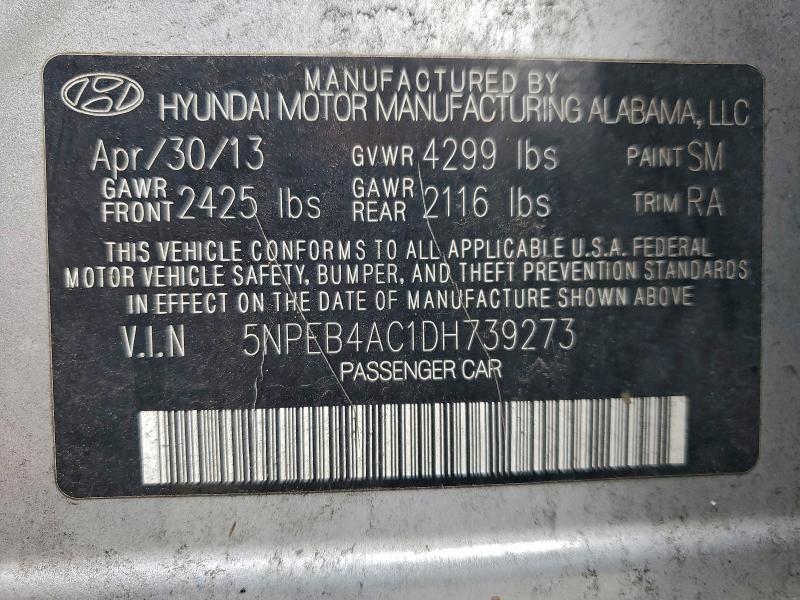 MANUFACTURED BY
HYUNDAI MOTOR MANUFACTURING ALABAMA, LLC
Apr/30/13 GVWR 4299 lbs PAINT SM
GAWR FRONT 2425 lbs GAWR REAR 2116 lbs TRIM RA
THIS VEHICLE CONFORMS TO ALL APPLICABLE U.S.A. FEDERAL
MOTOR VEHICLE SAFETY, BUMPER, AND THEFT PREVENTION STANDARDS
IN EFFECT ON THE DATE OF MANUFACTURE SHOWN ABOVE.
V.I.N 5NPEB4AC1DH739273
PASSENGER CAR